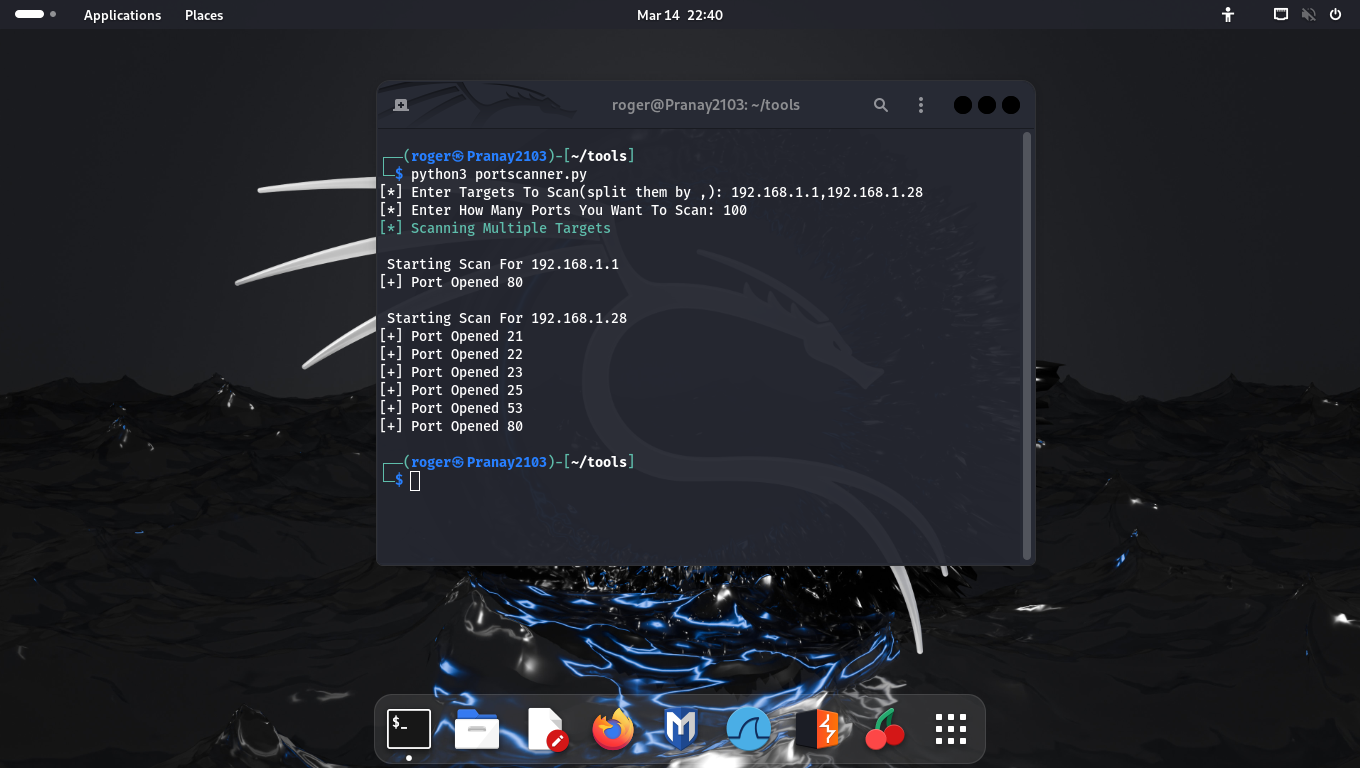 Applications Places Mar 14 22:40
roger@Pranay2103: ~/tools
┌──(roger㉿Pranay2103)-[~/tools]
└─$ python3 portscanner.py
[*] Enter Targets To Scan(split them by ,): 192.168.1.1,192.168.1.28
[*] Enter How Many Ports You Want To Scan: 100
[*] Scanning Multiple Targets
Starting Scan For 192.168.1.1
[+] Port Opened 80
Starting Scan For 192.168.1.28
[+] Port Opened 21
[+] Port Opened 22
[+] Port Opened 23
[+] Port Opened 25
[+] Port Opened 53
[+] Port Opened 80
┌──(roger㉿Pranay2103)-[~/tools]
└─$
$_